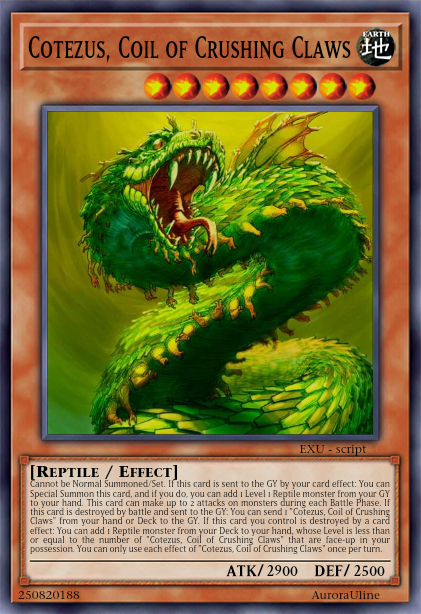 Cotezus, Coil of Crushing Claws
EARTH
地
EXU - script
[Reptile / Effect]
Cannot be Normal Summoned/Set. If this card is sent to the GY by your card effect: You can
Special Summon this card, and if you do, you can add 1 Level 1 Reptile monster from your GY
to your hand. This card can make up to 2 attacks on monsters during each Battle Phase. If
this card is destroyed by battle and sent to the GY: You can send 1 "Cotezus, Coil of Crushing
Claws" from your hand or Deck to the GY. If this card you control is destroyed by a card
effect: You can add 1 Reptile monster from your Deck to your hand, whose Level is less than
or equal to the number of "Cotezus, Coil of Crushing Claws" that are face-up in your
possession. You can only use each effect of "Cotezus, Coil of Crushing Claws" once per turn.
ATK/ 2900 DEF/ 2500
250820188 AuroraUline